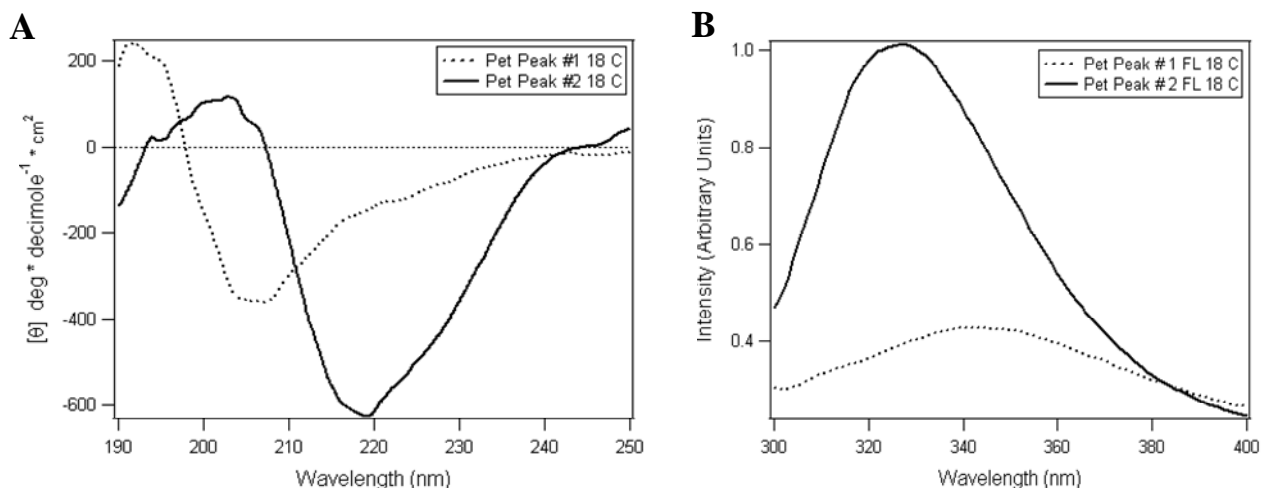 A
[θ] deg * decimole⁻¹ * cm²
200
0
-200
-400
-600
Pet Peak #1 18 C
Pet Peak #2 18 C
190
200
210
220
230
240
250
Wavelength (nm)
B
Intensity (Arbitrary Units)
1.0
0.8
0.6
0.4
Pet Peak #1 FL 18 C
Pet Peak #2 FL 18 C
300
320
340
360
380
400
Wavelength (nm)